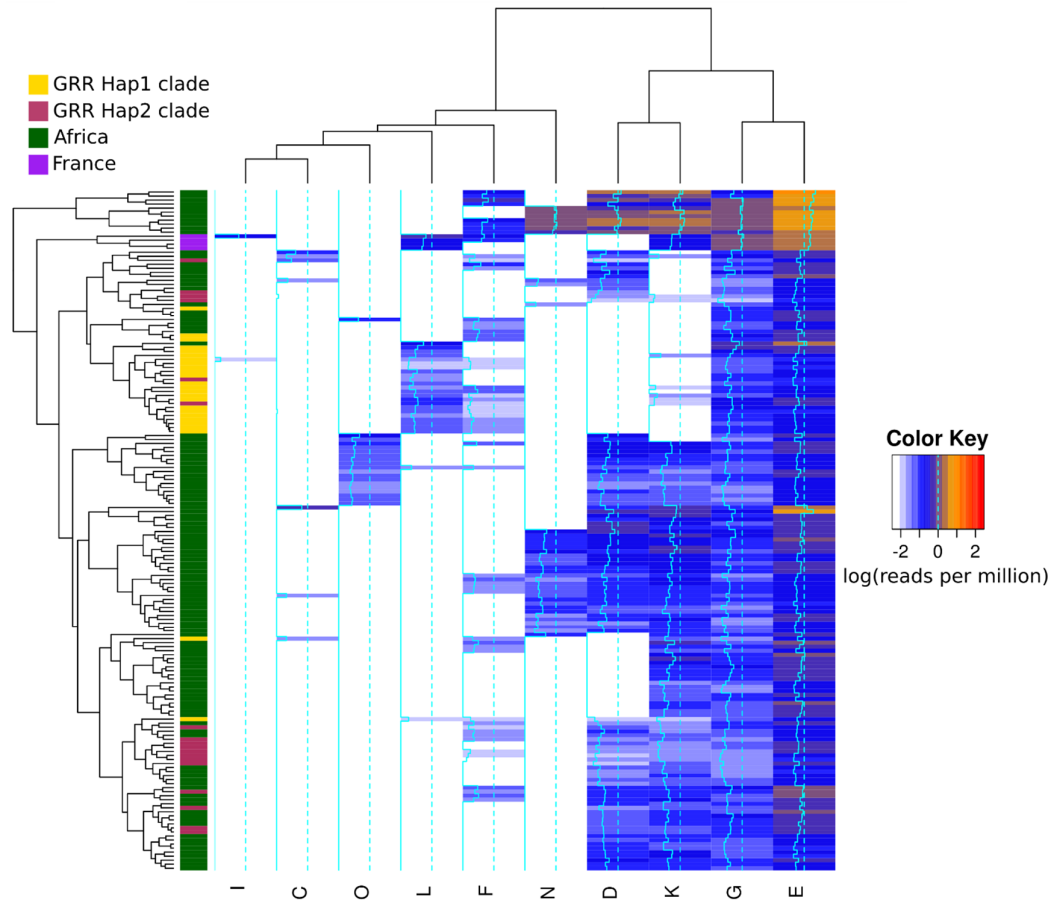 GRR Hap1 clade
GRR Hap2 clade
Africa
France
Color Key
-2 0 2
log(reads per million)
I C O L F N D K G E